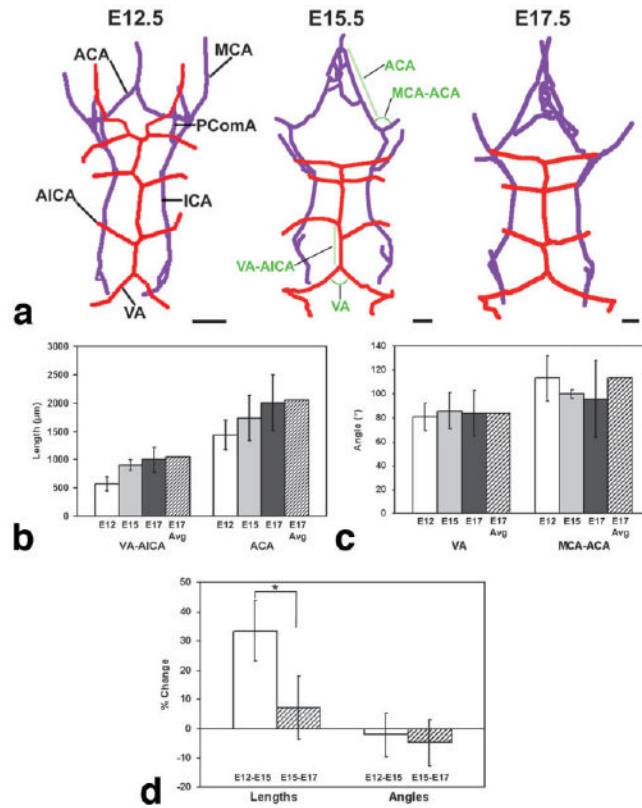 E12.5 E15.5 E17.5
ACA MCA
PComA
AICA ICA
VA
ACA
MCA-ACA
VA-AICA
VA
a
3000
2500
2000
1500
1000
500
0
Length (µm)
E12 E15 E17 E17 Avg E12 E15 E17 E17 Avg
VA-AICA ACA
b
140
120
100
80
60
40
20
0
Angle (°)
E12 E15 E17 E17 Avg E12 E15 E17 E17 Avg
VA MCA-ACA
c
50
40
30
20
10
0
-10
-20
% Change
*
E12-E15 E15-E17 E12-E15 E15-E17
Lengths Angles
d